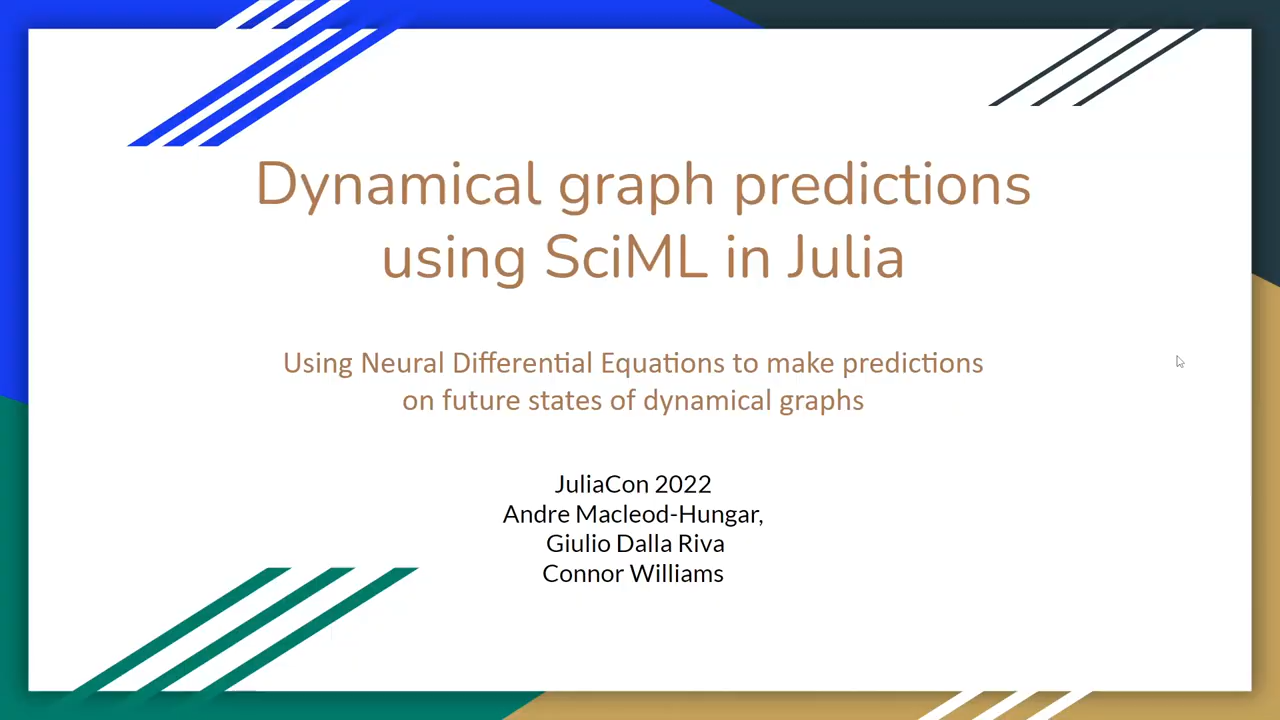 Dynamical graph predictions
using SciML in Julia
Using Neural Differential Equations to make predictions
on future states of dynamical graphs
JuliaCon 2022
Andre Macleod-Hungar,
Giulio Dalla Riva
Connor Williams